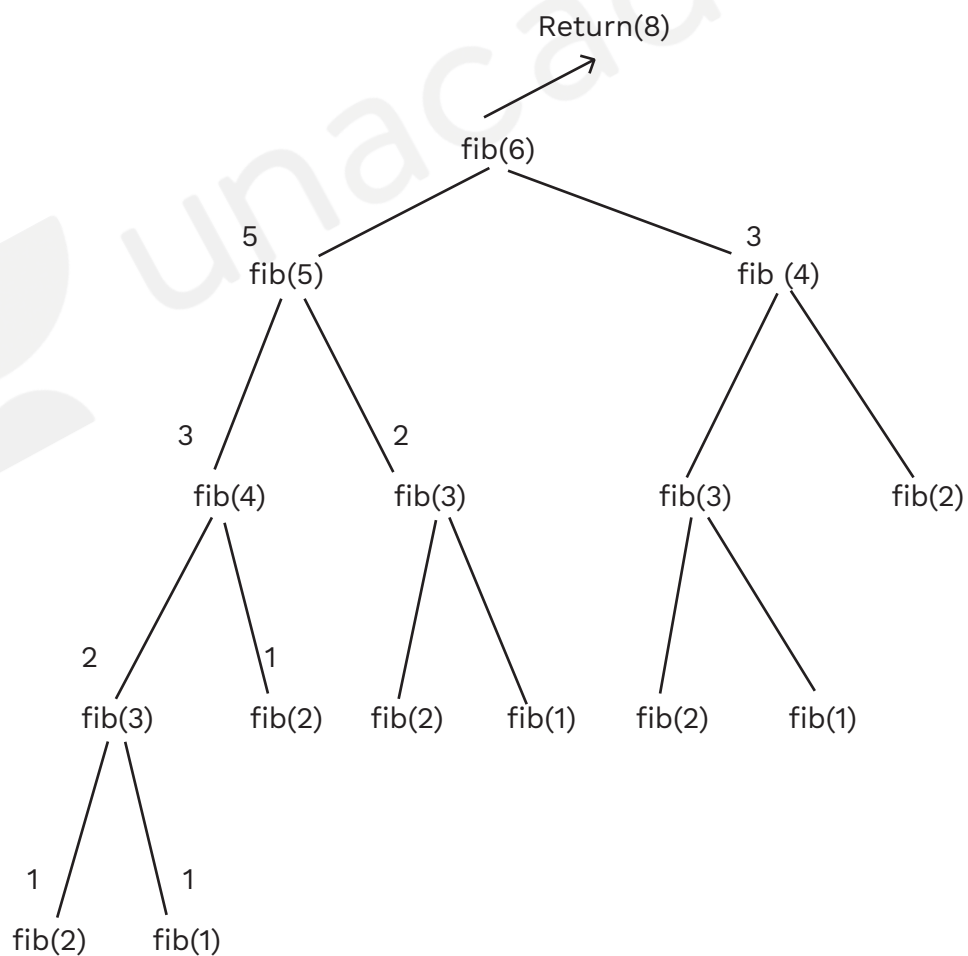 Return(8)
fib(6)
5 3
fib(5) fib (4)
3 2
fib(4) fib(3) fib(3) fib(2)
2 1
fib(3) fib(2) fib(2) fib(1) fib(2) fib(1)
1 1
fib(2) fib(1)
unacad